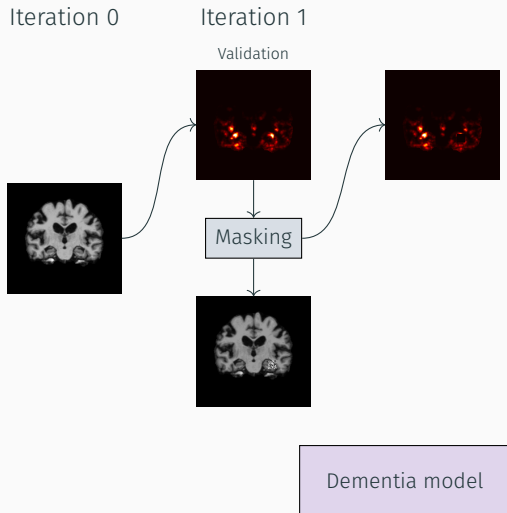 Iteration 0
Iteration 1
Validation
Masking
Dementia model